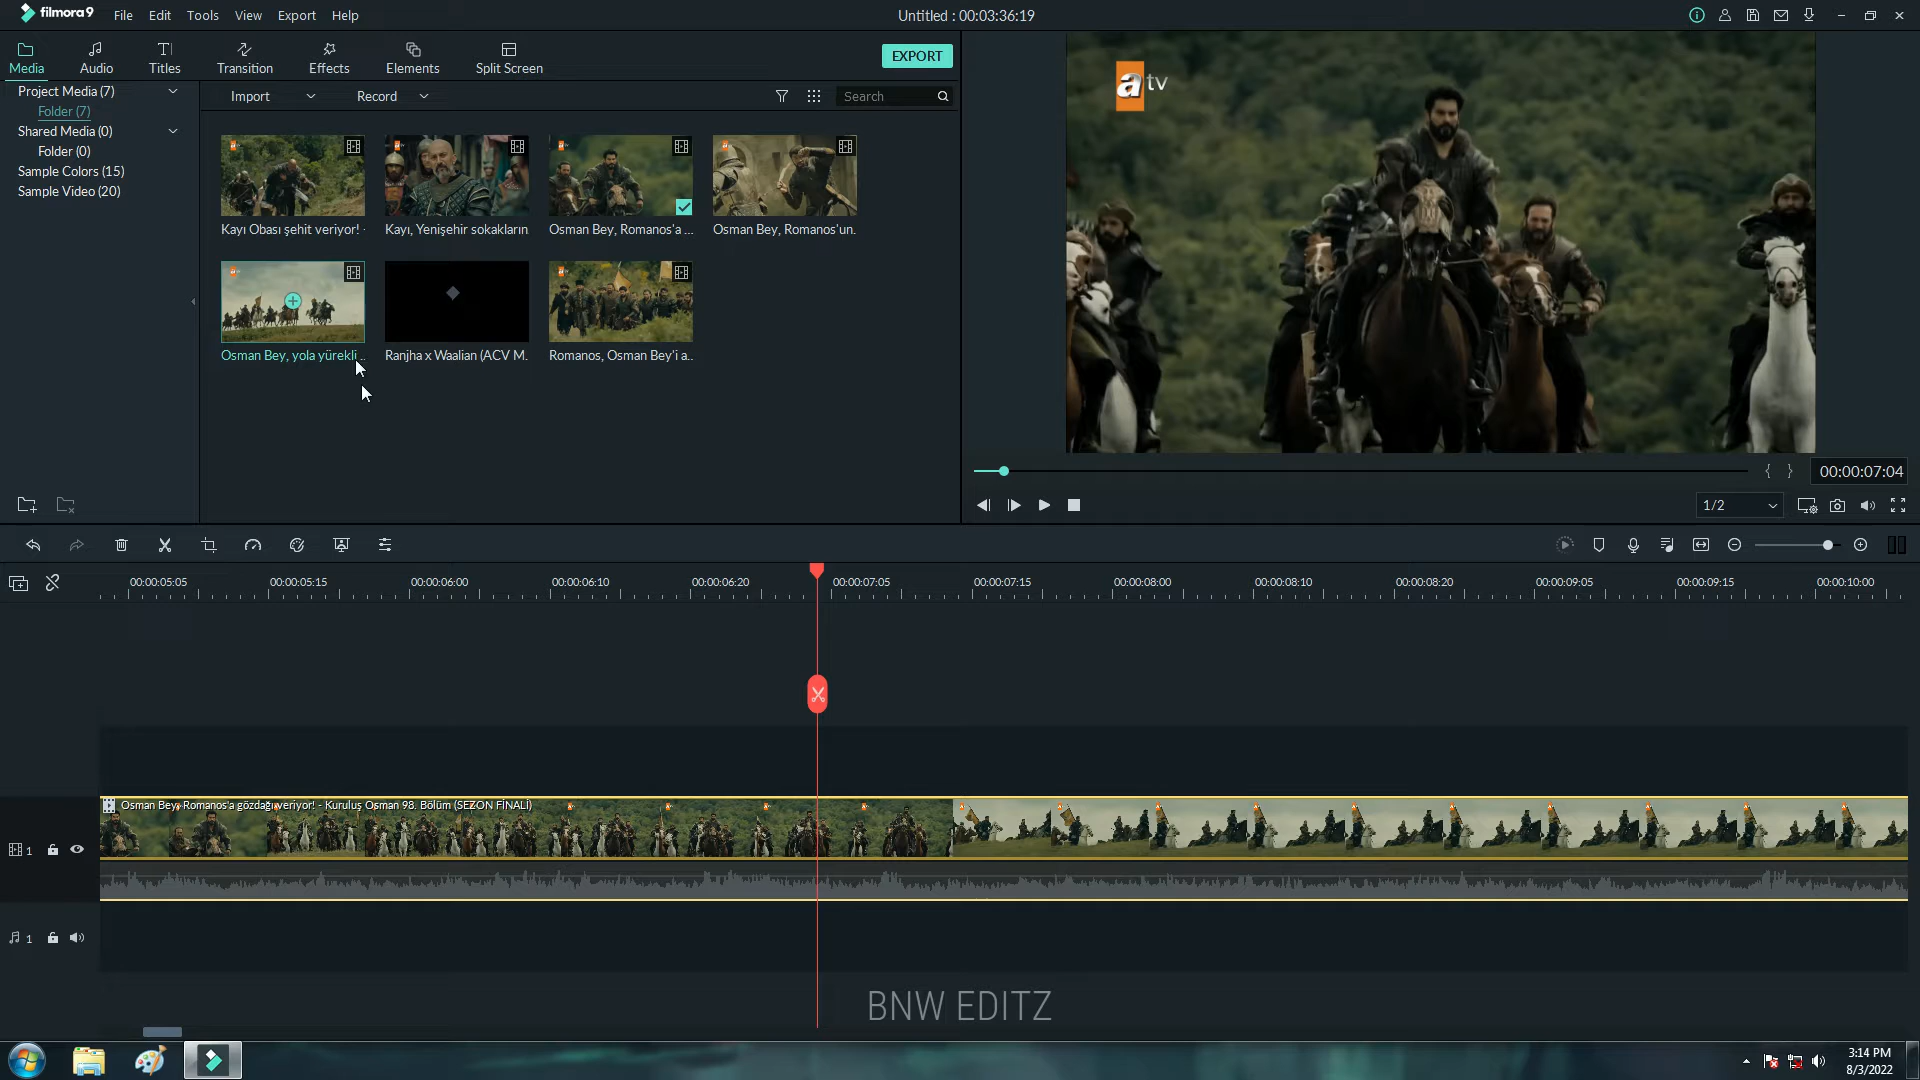 filmora9 File Edit Tools View Export Help Untitled : 00:03:36:19
Media Audio Titles Transition Effects Elements Split Screen EXPORT
Project Media (7)
Folder (7)
Shared Media (0)
Folder (0)
Sample Colors (15)
Sample Video (20)
Import Record Search
Kayı Obası şehit veriyor! - Kayı, Yenişehir sokakların Osman Bey, Romanos'a ... Osman Bey, Romanos'un.
Osman Bey, yola yürekli .. Ranjha x Waalian (ACV M. Romanos, Osman Bey'i a..
atv
{ } 00:00:07:04
1/2
00:00:05:05 00:00:05:15 00:00:06:00 00:00:06:10 00:00:06:20 00:00:07:05 00:00:07:15 00:00:08:00 00:00:08:10 00:00:08:20 00:00:09:05 00:00:09:15 00:00:10:00
Osman Bey, Romanos'a gözdağı veriyor! - Kuruluş Osman 98. Bölüm (SEZON FİNALİ)
1
1
BNW EDITZ
3:14 PM
8/3/2022